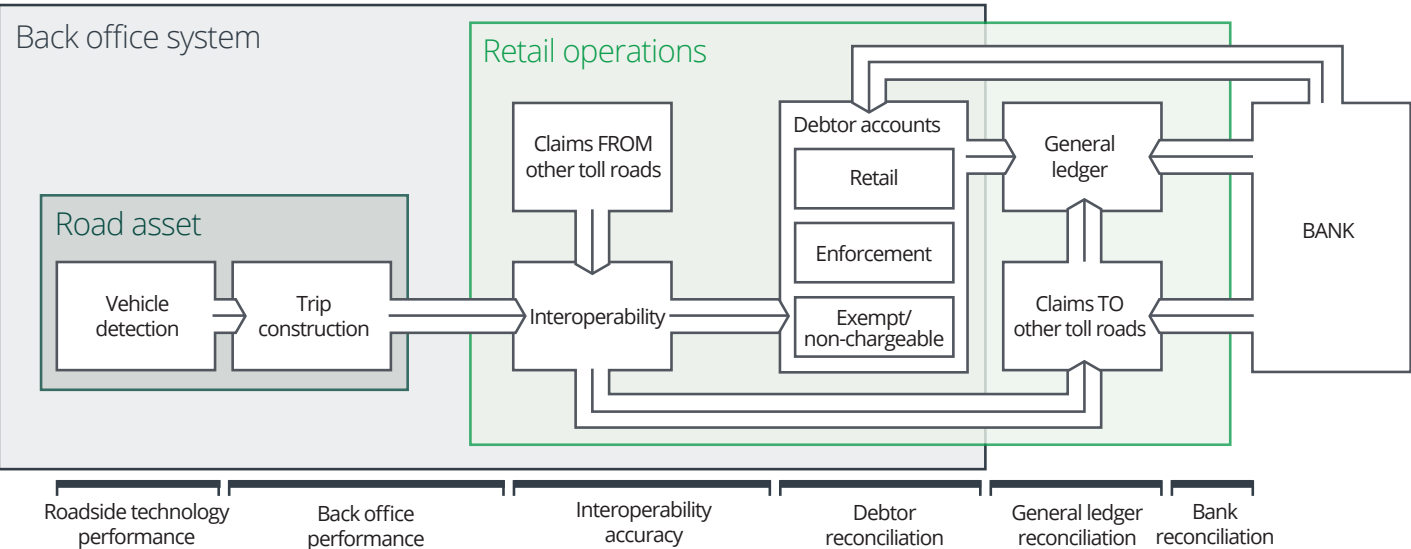 Back office system
Retail operations
Claims FROM
other toll roads
Debtor accounts
Retail
Enforcement
Exempt/
non-chargeable
General
ledger
BANK
Road asset
Vehicle
detection
Trip
construction
Interoperability
Claims TO
other toll roads
Roadside technology
performance
Back office
performance
Interoperability
accuracy
Debtor
reconciliation
General ledger
reconciliation
Bank
reconciliation